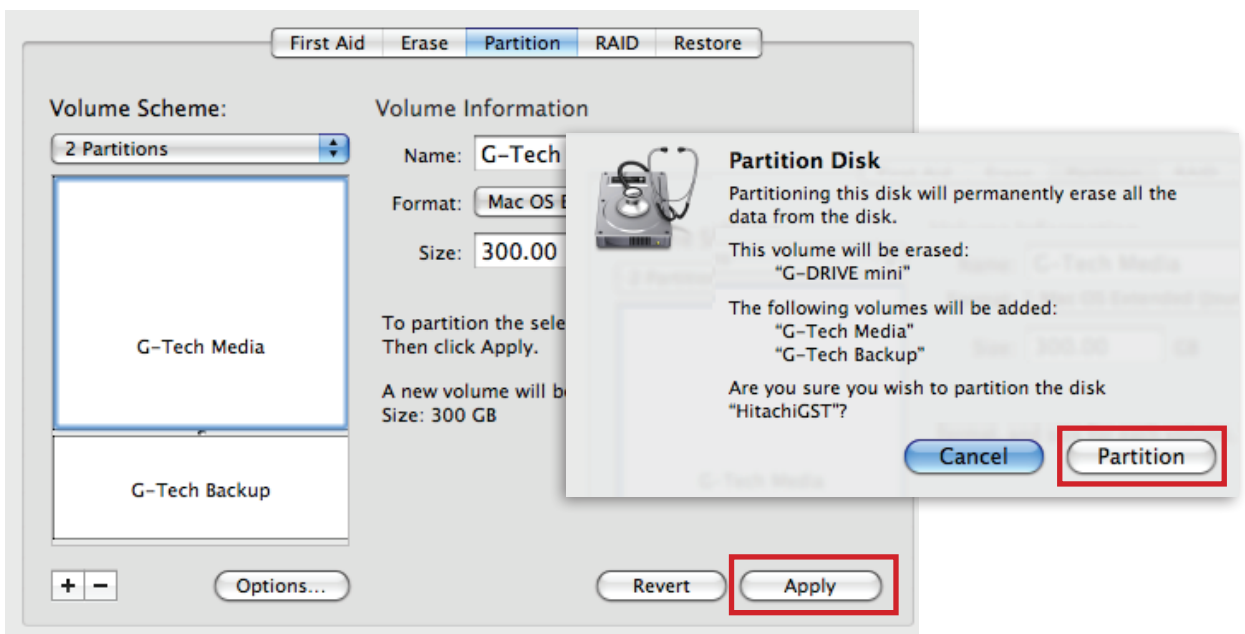 First Aid Erase Partition RAID Restore
Volume Scheme:
2 Partitions
G-Tech Media
G-Tech Backup
+ −
Options...
Volume Information
Name: G-Tech
Format: Mac OS
Size: 300.00
To partition the sele
Then click Apply.
A new volume will b
Size: 300 GB
Revert
Apply
Partition Disk
Partitioning this disk will permanently erase all the
data from the disk.
This volume will be erased:
“G-DRIVE mini”
The following volumes will be added:
“G-Tech Media”
“G-Tech Backup”
Are you sure you wish to partition the disk
“HitachiGST”?
Cancel
Partition